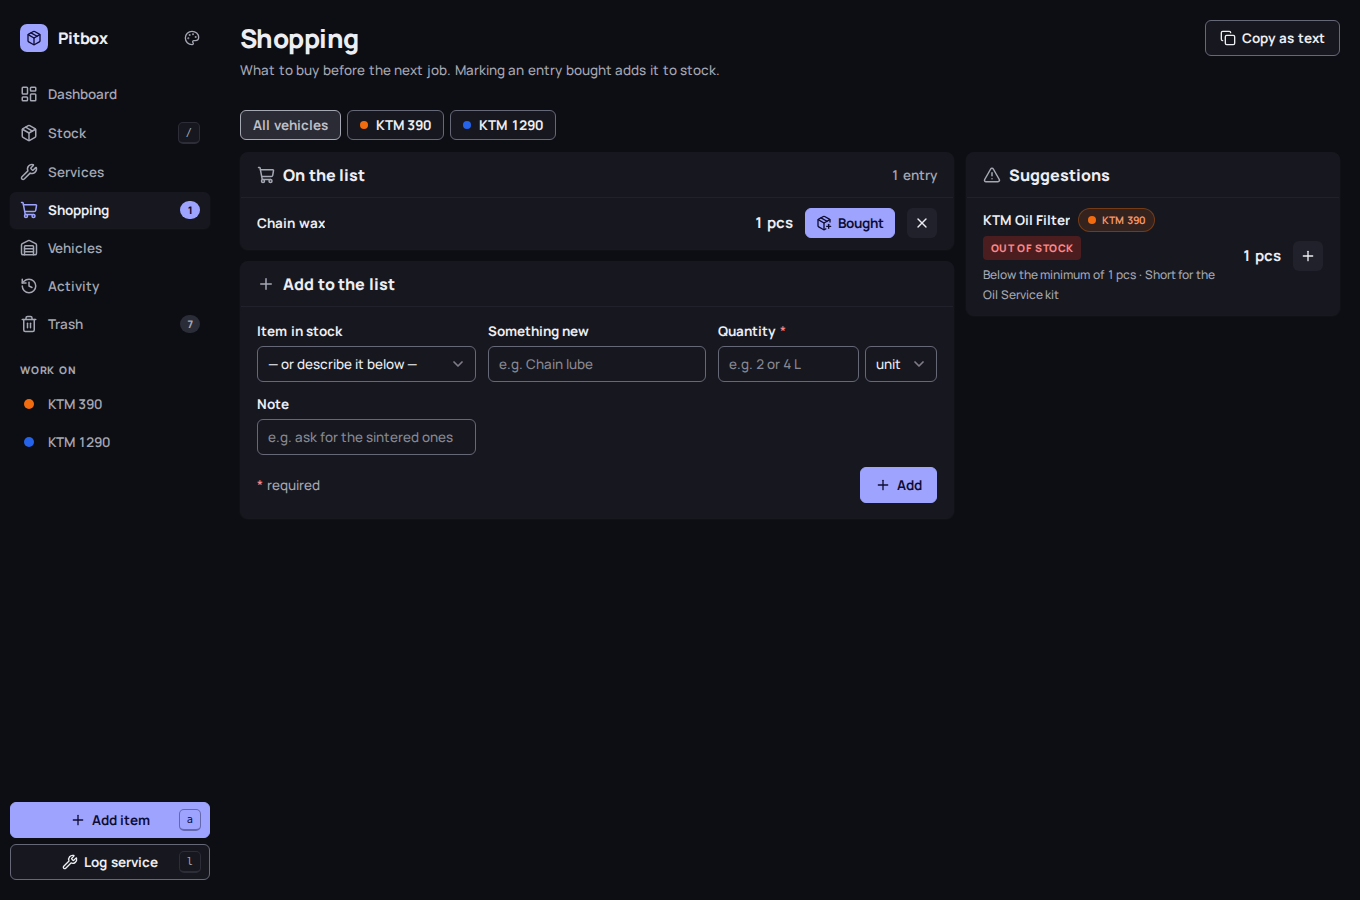 Pitbox
Dashboard
Stock /
Services
Shopping 1
Vehicles
Activity
Trash 7
WORK ON
KTM 390
KTM 1290
Add item a
Log service l
Shopping
What to buy before the next job. Marking an entry bought adds it to stock.
Copy as text
All vehicles KTM 390 KTM 1290
On the list 1 entry
Chain wax 1 pcs Bought
Add to the list
Item in stock Something new Quantity *
— or describe it below — e.g. Chain lube e.g. 2 or 4 L unit
Note
e.g. ask for the sintered ones
* required Add
Suggestions
KTM Oil Filter KTM 390
OUT OF STOCK
1 pcs
Below the minimum of 1 pcs · Short for the
Oil Service kit